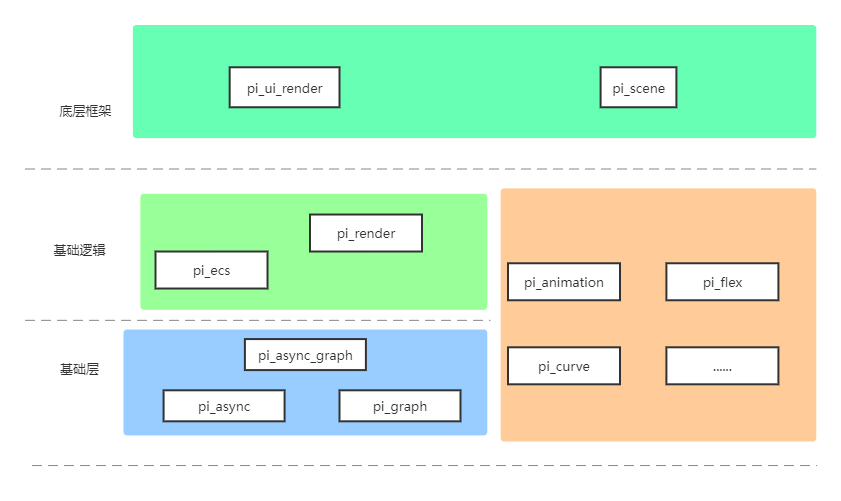 底层框架
pi_ui_render
pi_scene
基础逻辑
pi_render
pi_ecs
pi_animation
pi_flex
基础层
pi_async_graph
pi_async
pi_graph
pi_curve
......